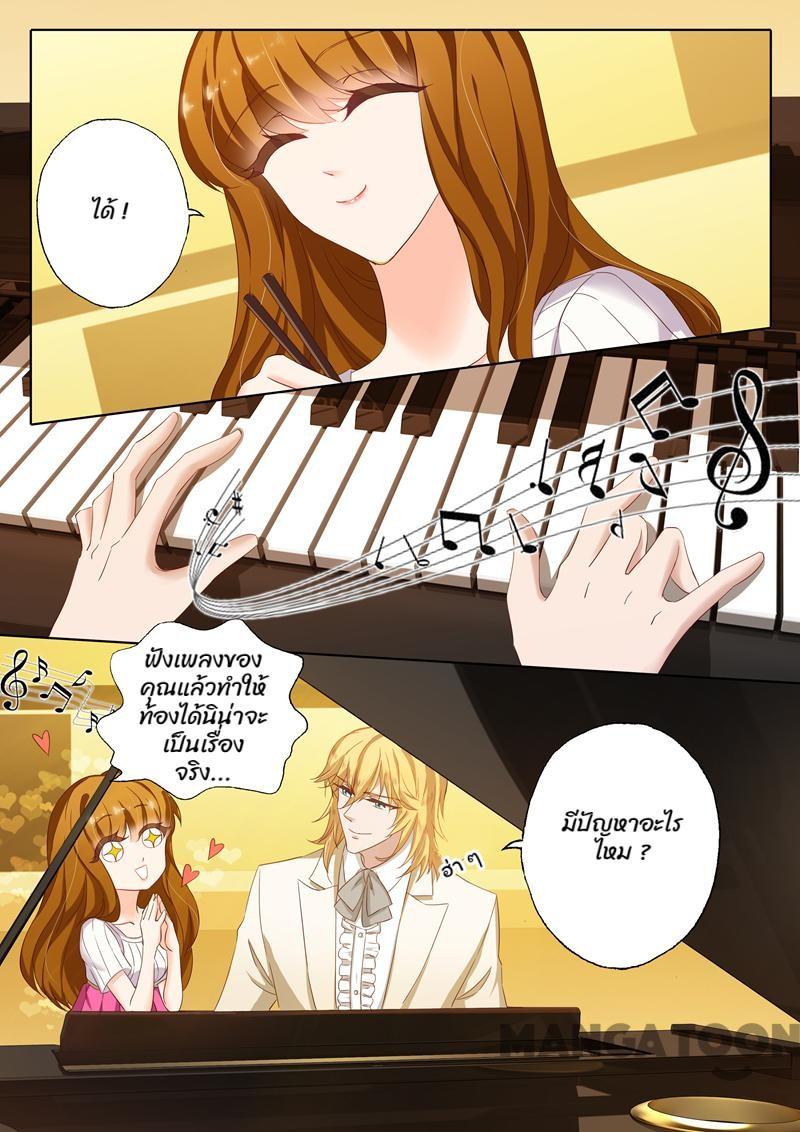 ได้ !
ฟังเพลงของ
คุณแล้วทำให้
ท้องได้นิน่าจะ
เป็นเรื่อง
จริง...
มีปัญหาอะไร
ไหม ?
ฮ่า ๆ
MANGATOON